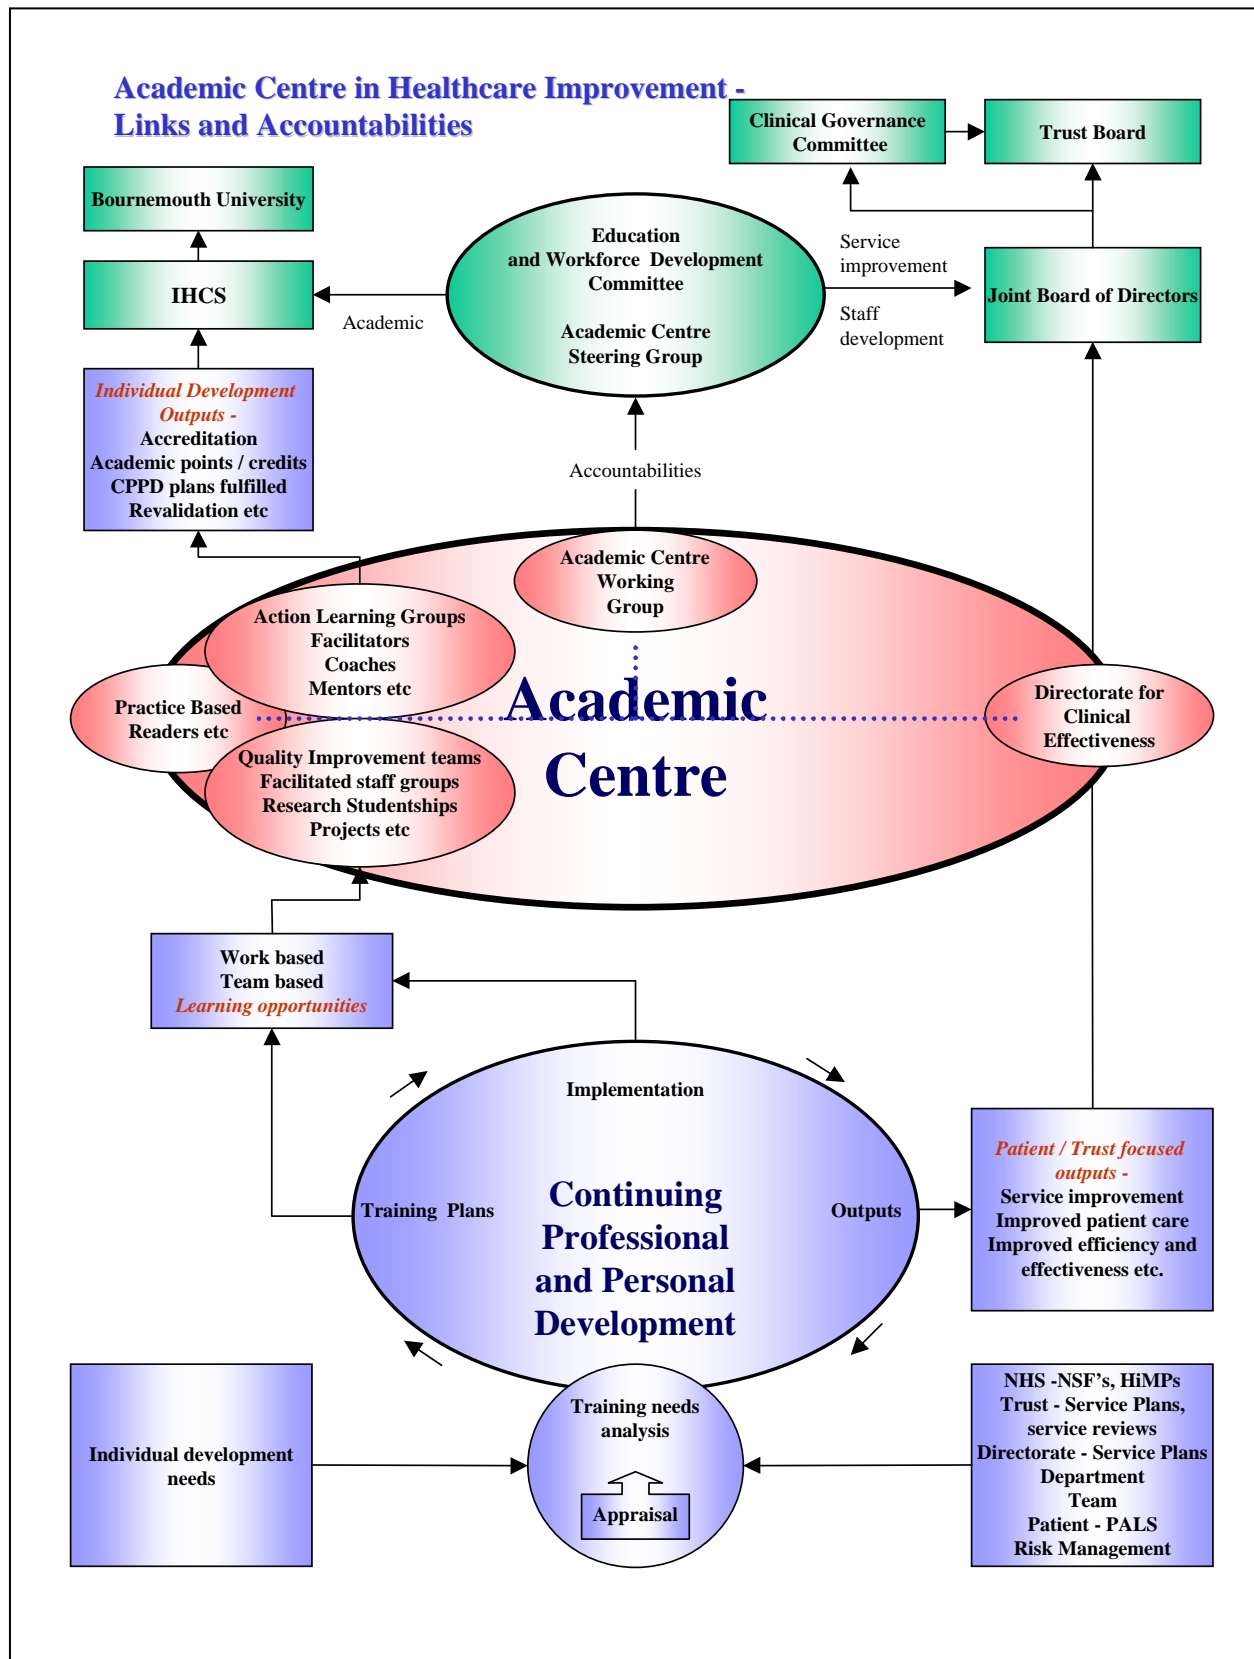 Academic Centre in Healthcare Improvement -
Links and Accountabilities
Clinical Governance
Committee
Trust Board
Bournemouth University
IHCS
Education
and Workforce Development
Committee
Academic Centre
Steering Group
Academic
Service
improvement
Staff
development
Joint Board of Directors
Individual Development
Outputs -
Accreditation
Academic points / credits
CPPD plans fulfilled
Revalidation etc
Accountabilities
Academic Centre
Working
Group
Action Learning Groups
Facilitators
Coaches
Mentors etc
Practice Based
Readers etc
Quality Improvement teams
Facilitated staff groups
Research Studentships
Projects etc
Academic
Centre
Directorate for
Clinical
Effectiveness
Work based
Team based
Learning opportunities
Implementation
Training Plans
Continuing
Professional
and Personal
Development
Outputs
Patient / Trust focused
outputs -
Service improvement
Improved patient care
Improved efficiency and
effectiveness etc.
Individual development
needs
Training needs
analysis
Appraisal
NHS -NSF's, HiMPs
Trust - Service Plans,
service reviews
Directorate - Service Plans
Department
Team
Patient - PALS
Risk Management